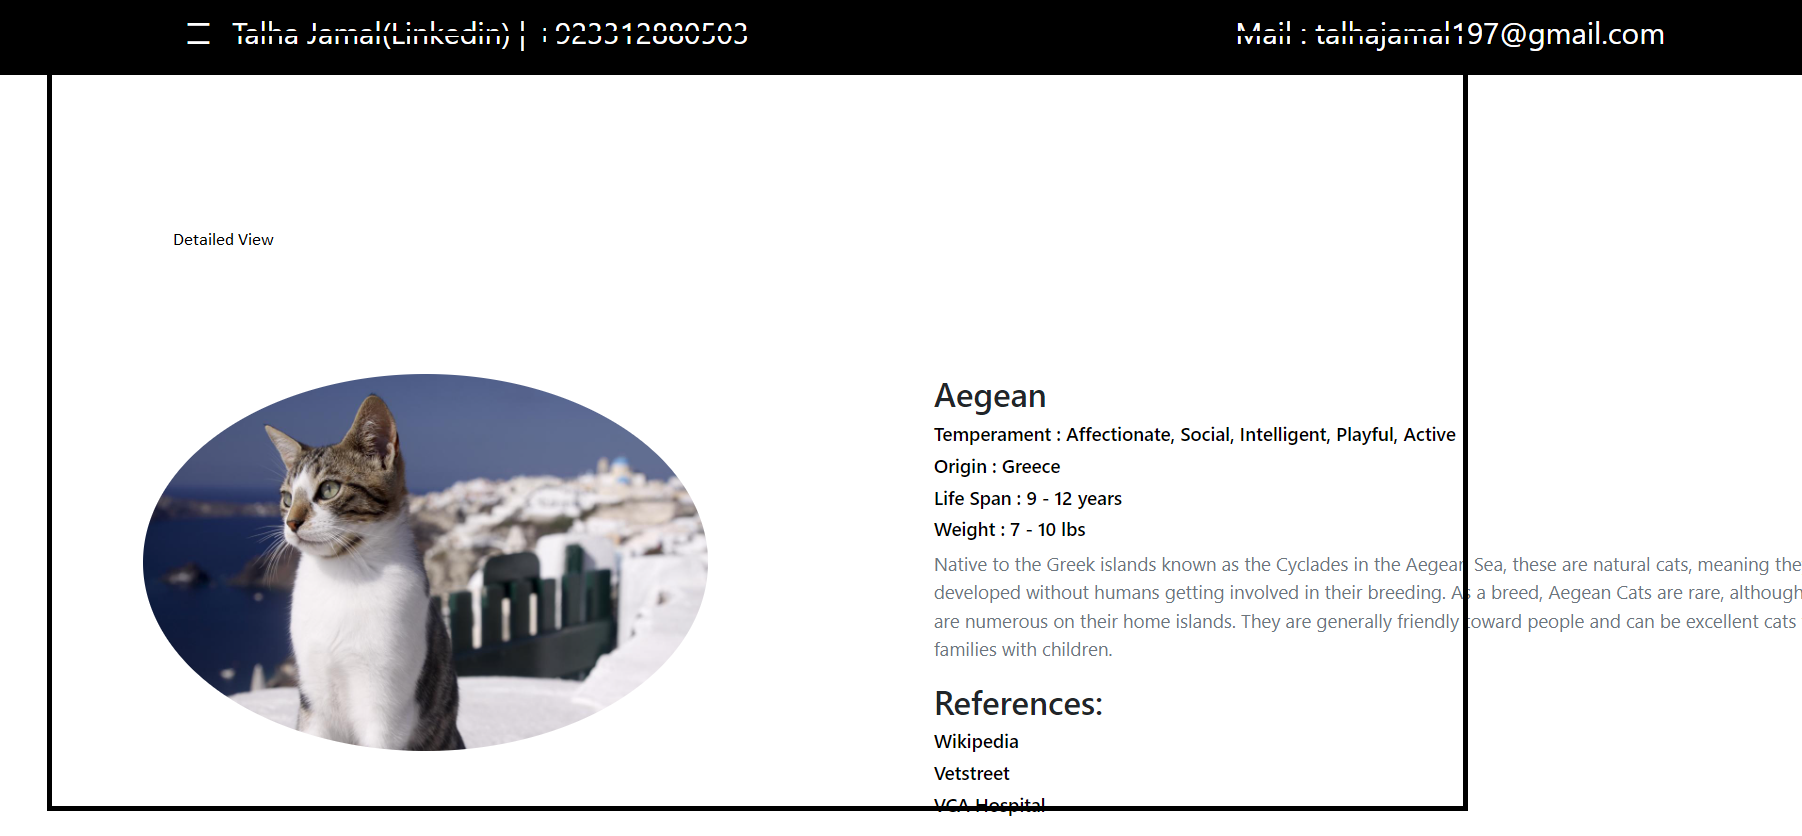 Talha Jamal(Linkedin) | +923312880503
Mail : talhajamal197@gmail.com
Detailed View
Aegean
Temperament : Affectionate, Social, Intelligent, Playful, Active
Origin : Greece
Life Span : 9 - 12 years
Weight : 7 - 10 lbs
Native to the Greek islands known as the Cyclades in the Aegean Sea, these are natural cats, meaning the
developed without humans getting involved in their breeding. As a breed, Aegean Cats are rare, although
are numerous on their home islands. They are generally friendly toward people and can be excellent cats
families with children.
References:
Wikipedia
Vetstreet
VCA Hospital